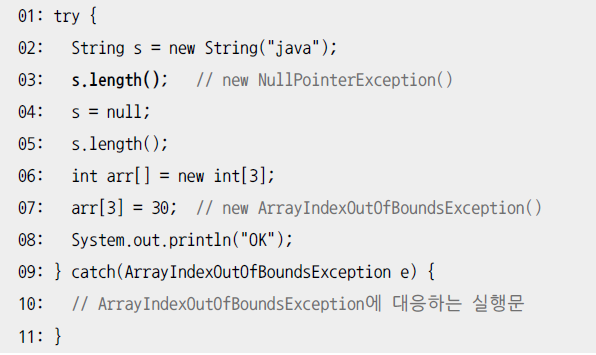 01: try {
02: String s = new String("java");
03: s.length(); // new NullPointerException()
04: s = null;
05: s.length();
06: int arr[] = new int[3];
07: arr[3] = 30; // new ArrayIndexOutOfBoundsException()
08: System.out.println("OK");
09: } catch(ArrayIndexOutOfBoundsException e) {
10: // ArrayIndexOutOfBoundsException에 대응하는 실행문
11: }